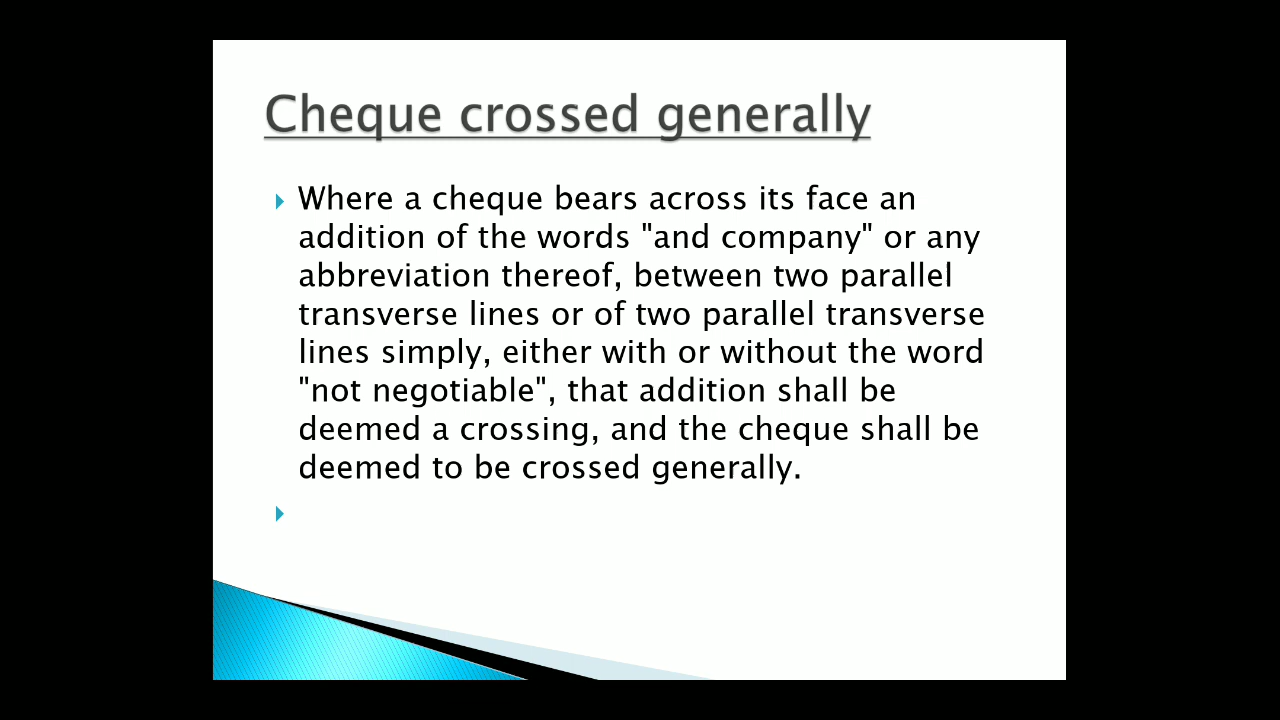 Cheque crossed generally
Where a cheque bears across its face an
addition of the words "and company" or any
abbreviation thereof, between two parallel
transverse lines or of two parallel transverse
lines simply, either with or without the word
"not negotiable", that addition shall be
deemed a crossing, and the cheque shall be
deemed to be crossed generally.